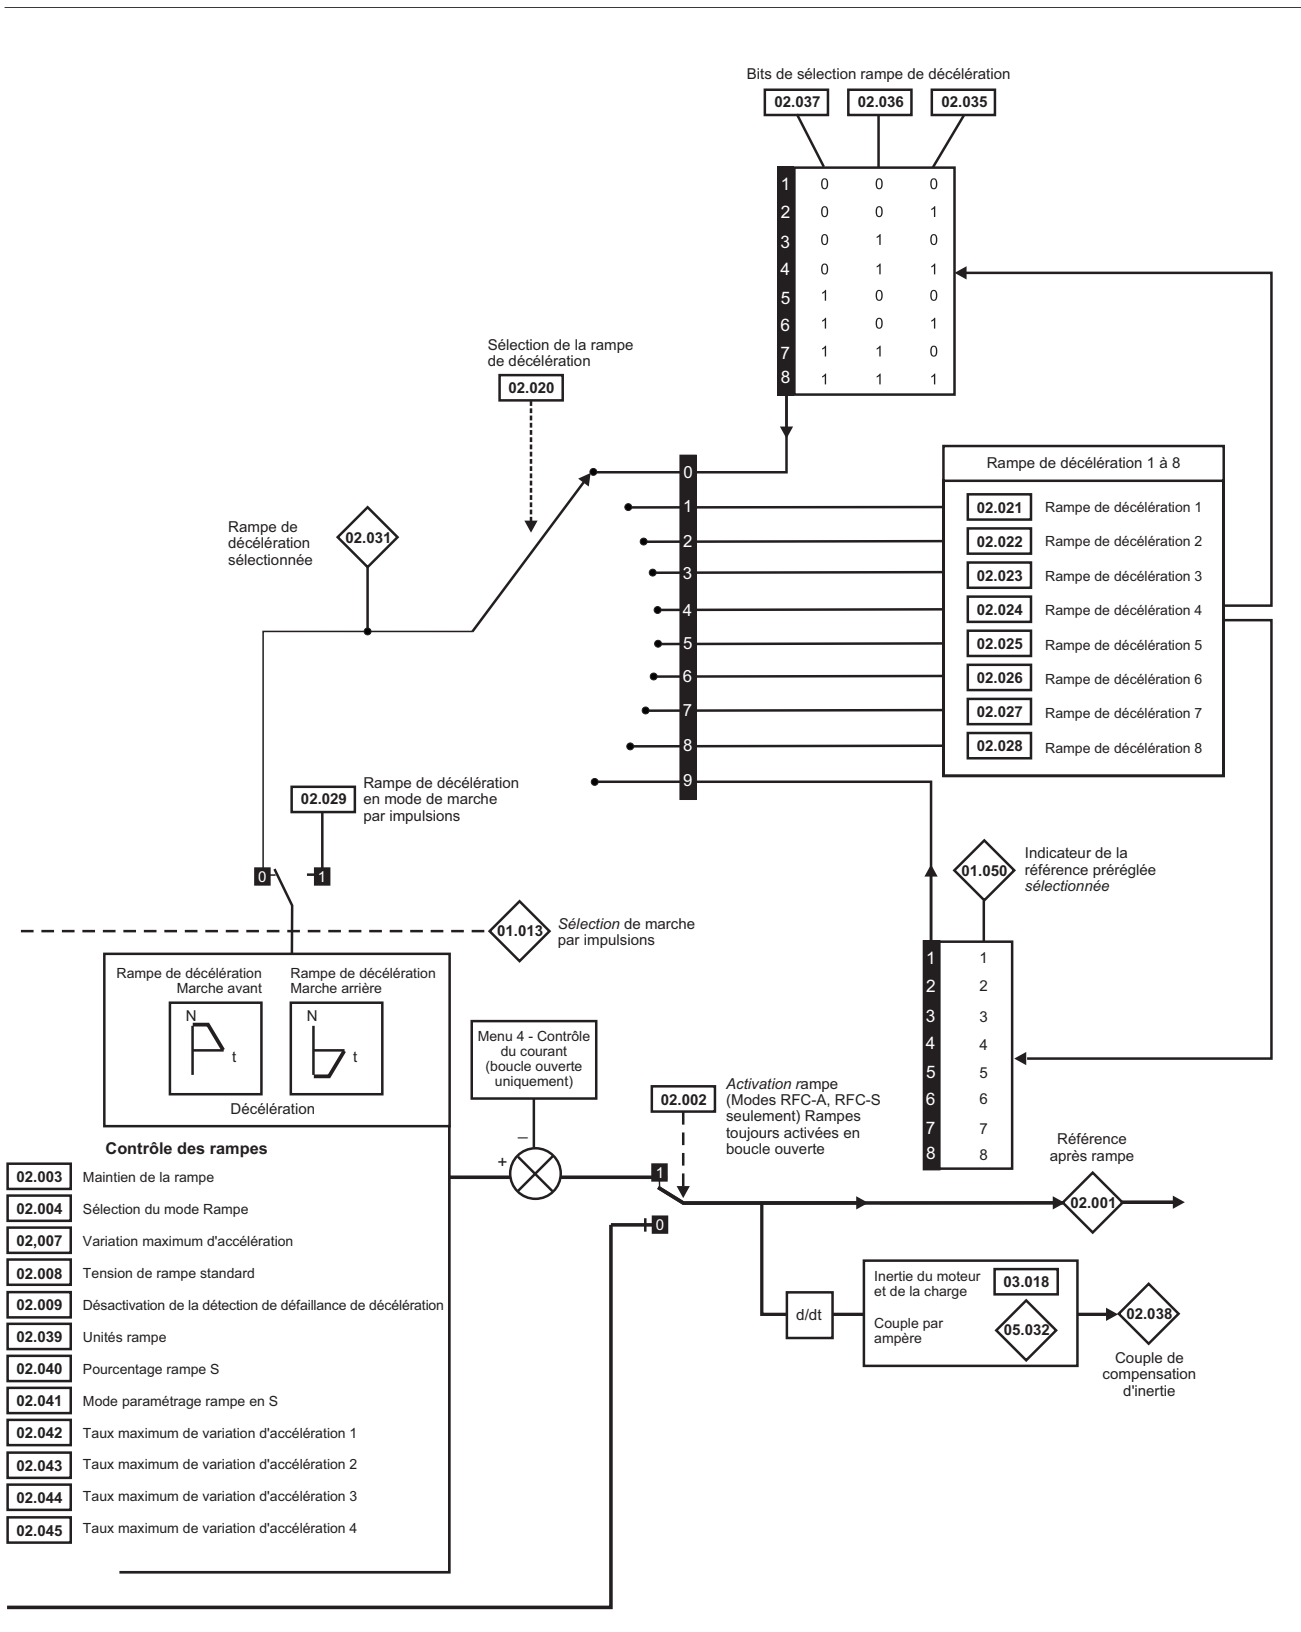 Bits de sélection rampe de décélération
02.037 02.036 02.035
1 0 0 0
2 0 0 1
3 0 1 0
4 0 1 1
5 1 0 0
6 1 0 1
7 1 1 0
8 1 1 1
Sélection de la rampe
de décélération
02.020
0
1
2
3
4
5
6
7
8
9
Rampe de décélération 1 à 8
02.021 Rampe de décélération 1
02.022 Rampe de décélération 2
02.023 Rampe de décélération 3
02.024 Rampe de décélération 4
02.025 Rampe de décélération 5
02.026 Rampe de décélération 6
02.027 Rampe de décélération 7
02.028 Rampe de décélération 8
Rampe de
décélération
sélectionnée
02.031
02.029
Rampe de décélération
en mode de marche
par impulsions
0 1
01.013
Sélection de marche
par impulsions
01.050
Indicateur de la
référence préréglée
sélectionnée
1 1
2 2
3 3
4 4
5 5
6 6
7 7
8 8
Rampe de décélération
Marche avant
Rampe de décélération
Marche arrière
N
t
N
t
Décélération
Menu 4 - Contrôle
du courant
(boucle ouverte
uniquement)
–
+
02.002
Activation rampe
(Modes RFC-A, RFC-S
seulement) Rampes
toujours activées en
boucle ouverte
1
0
Référence
après rampe
02.001
d/dt
Inertie du moteur
et de la charge
03.018
Couple par
ampère
05.032
02.038
Couple de
compensation
d'inertie
Contrôle des rampes
02.003 Maintien de la rampe
02.004 Sélection du mode Rampe
02,007 Variation maximum d'accélération
02.008 Tension de rampe standard
02.009 Désactivation de la détection de défaillance de décélération
02.039 Unités rampe
02.040 Pourcentage rampe S
02.041 Mode paramétrage rampe en S
02.042 Taux maximum de variation d'accélération 1
02.043 Taux maximum de variation d'accélération 2
02.044 Taux maximum de variation d'accélération 3
02.045 Taux maximum de variation d'accélération 4